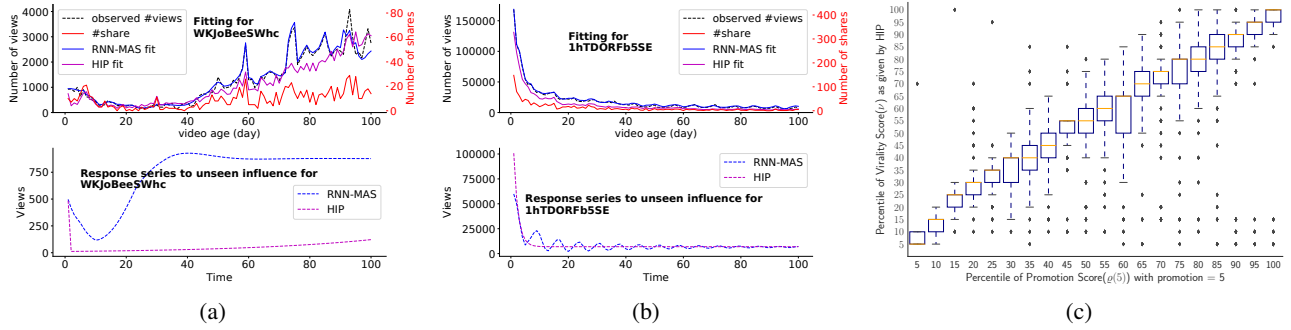 Number of views
4000
3000
2000
1000
0
observed #views
#share
RNN-MAS fit
HIP fit
Fitting for
WKJoBeeSWhc
80
60
40
20
0
Number of shares
0 20 40 60 80 100
video age (day)
Views
750
500
250
0
Response series to unseen influence for
WKJoBeeSWhc
RNN-MAS
HIP
0 20 40 60 80 100
Time
(a)
Number of views
150000
100000
50000
0
observed #views
#share
RNN-MAS fit
HIP fit
Fitting for
1hTDORFb5SE
400
300
200
100
0
Number of shares
0 20 40 60 80 100
video age (day)
Views
100000
75000
50000
25000
0
RNN-MAS
HIP
Response series to unseen influence for
1hTDORFb5SE
0 20 40 60 80 100
Time
(b)
Percentile of Virality Score(ν) as given by HIP
100
95
90
85
80
75
70
65
60
55
50
45
40
35
30
25
20
15
10
5
5 10 15 20 25 30 35 40 45 50 55 60 65 70 75 80 85 90 95 100
Percentile of Promotion Score(ϱ(5)) with promotion = 5
(c)